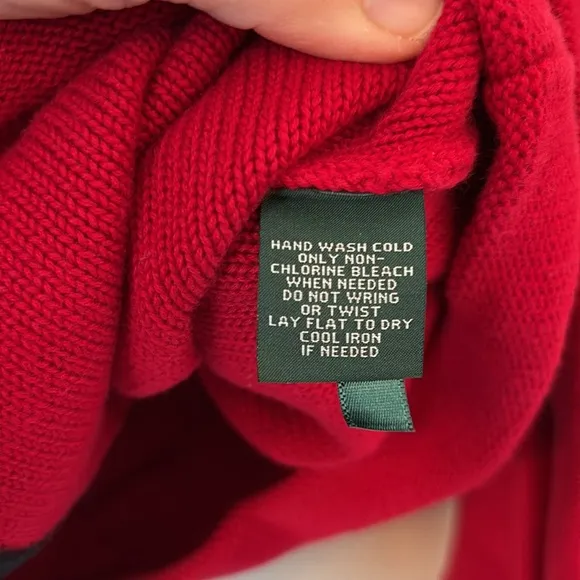 HAND WASH COLD
ONLY NON-
CHLORINE BLEACH
WHEN NEEDED
DO NOT WRING
OR TWIST
LAY FLAT TO DRY
COOL IRON
IF NEEDED